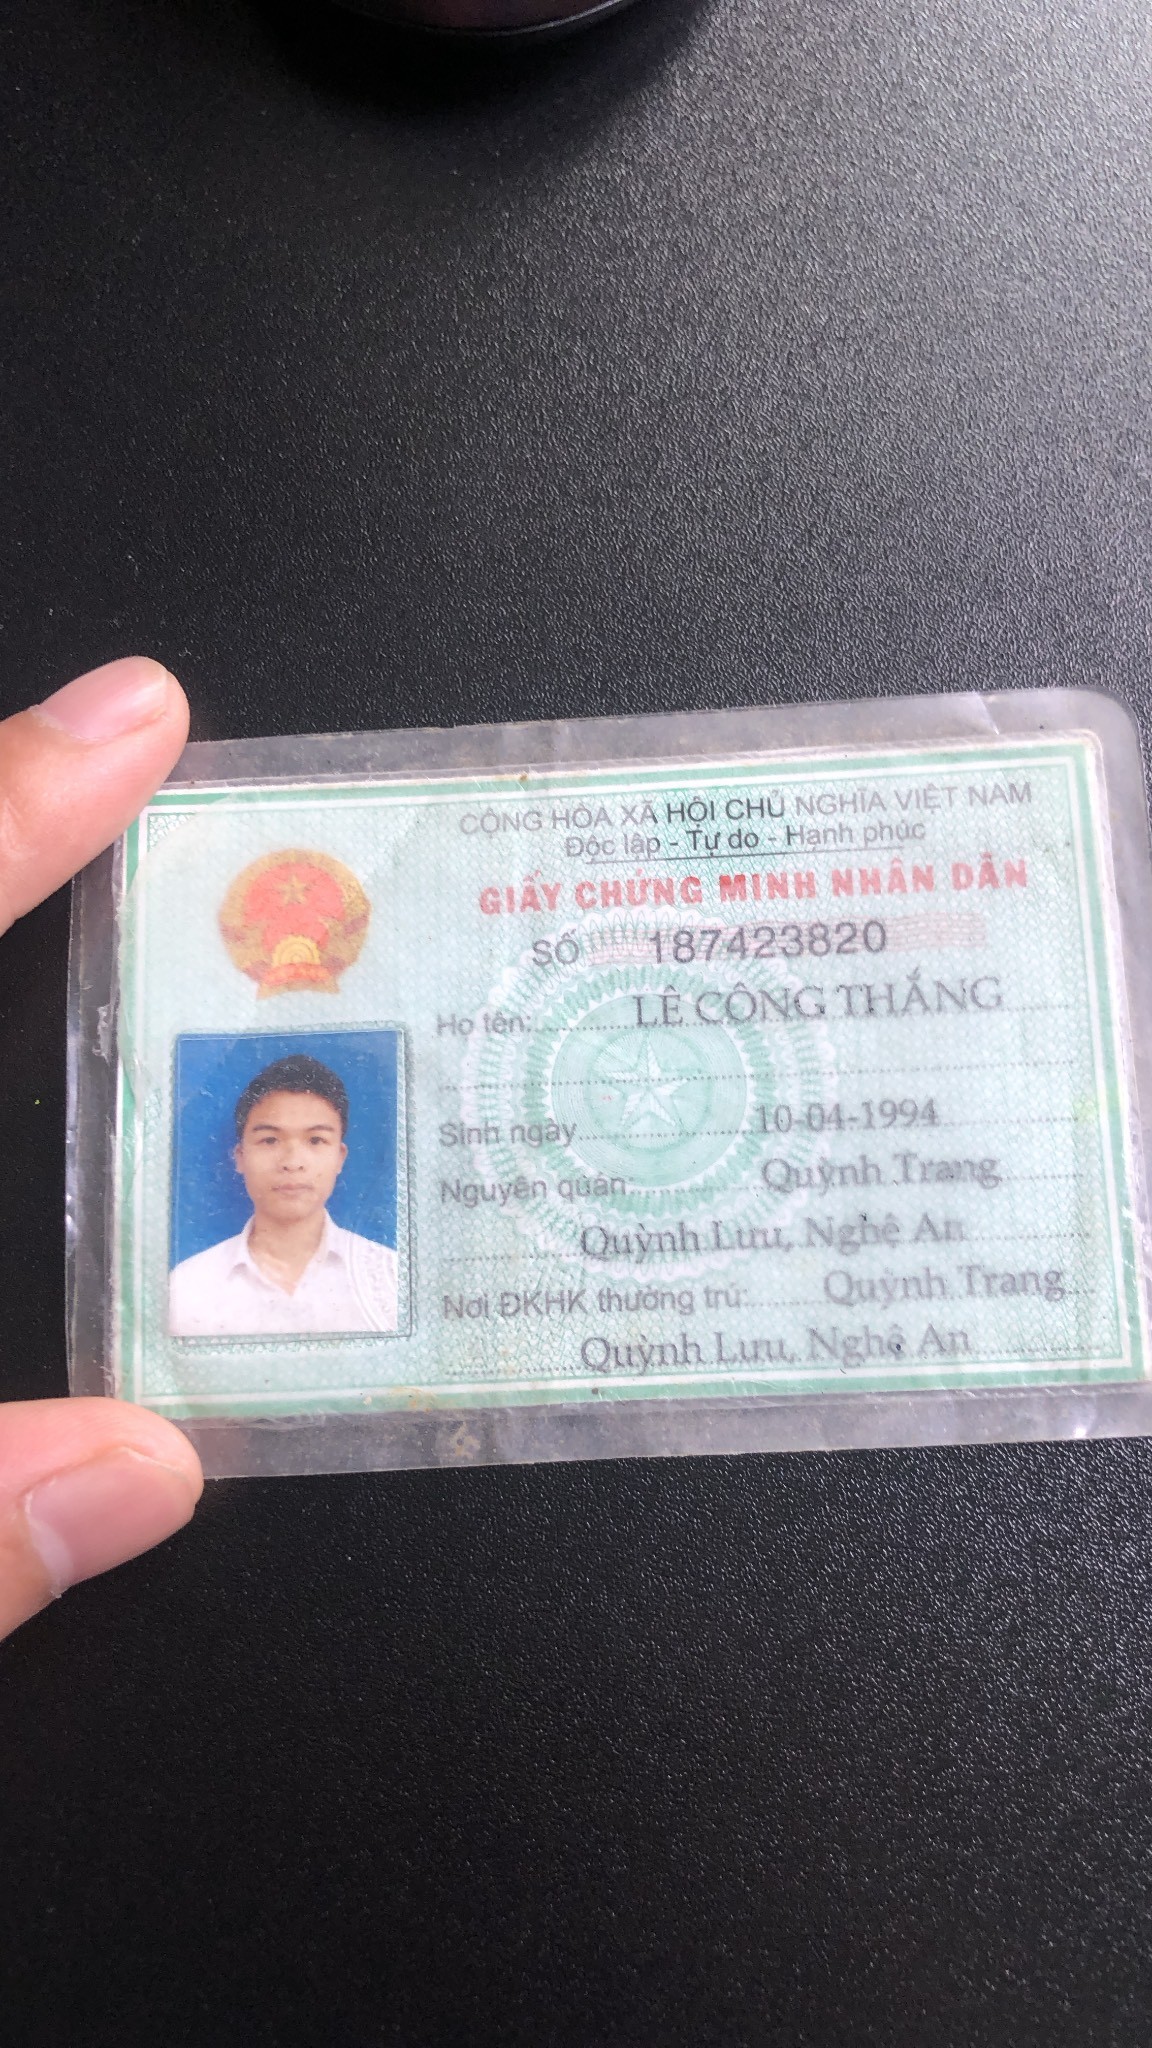 CỘNG HÒA XÃ HỘI CHỦ NGHĨA VIỆT NAM
Độc lập - Tự do - Hạnh phúc
GIẤY CHỨNG MINH NHÂN DÂN
SỐ 187423820
Họ tên: LÊ CÔNG THẮNG
Sinh ngày 10-04-1994
Nguyên quán: Quỳnh Trang
Quỳnh Lưu, Nghệ An
Nơi ĐKHK thường trú: Quỳnh Trang
Quỳnh Lưu, Nghệ An